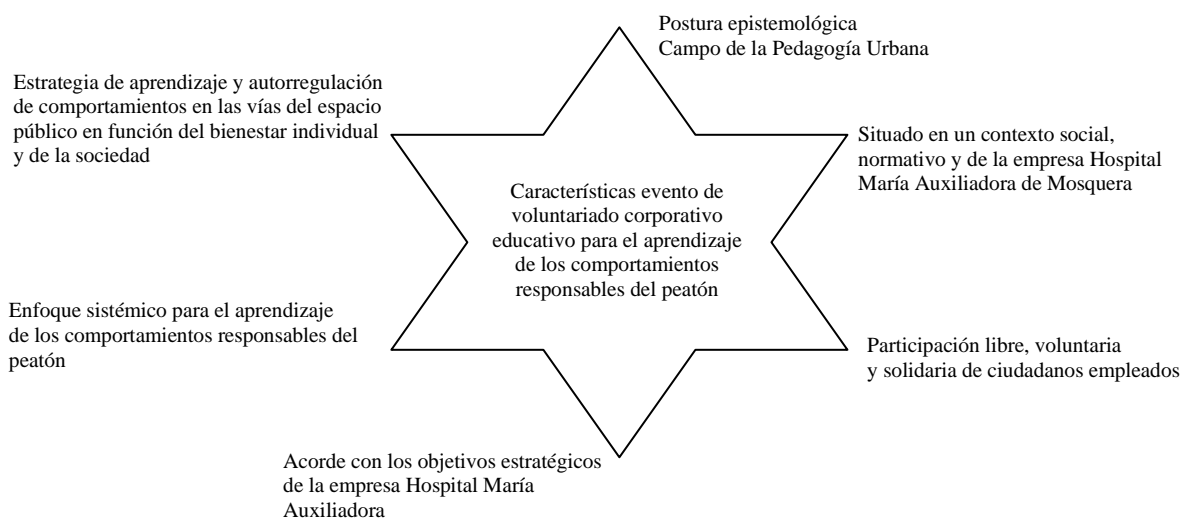 Postura epistemológica
Campo de la Pedagogía Urbana
Estrategia de aprendizaje y autorregulación
de comportamientos en las vías del espacio
público en función del bienestar individual
y de la sociedad
Situado en un contexto social,
normativo y de la empresa Hospital
María Auxiliadora de Mosquera
Características evento de
voluntariado corporativo
educativo para el aprendizaje
de los comportamientos
responsables del peatón
Enfoque sistémico para el aprendizaje
de los comportamientos responsables del
peatón
Participación libre, voluntaria
y solidaria de ciudadanos empleados
Acorde con los objetivos estratégicos
de la empresa Hospital María
Auxiliadora